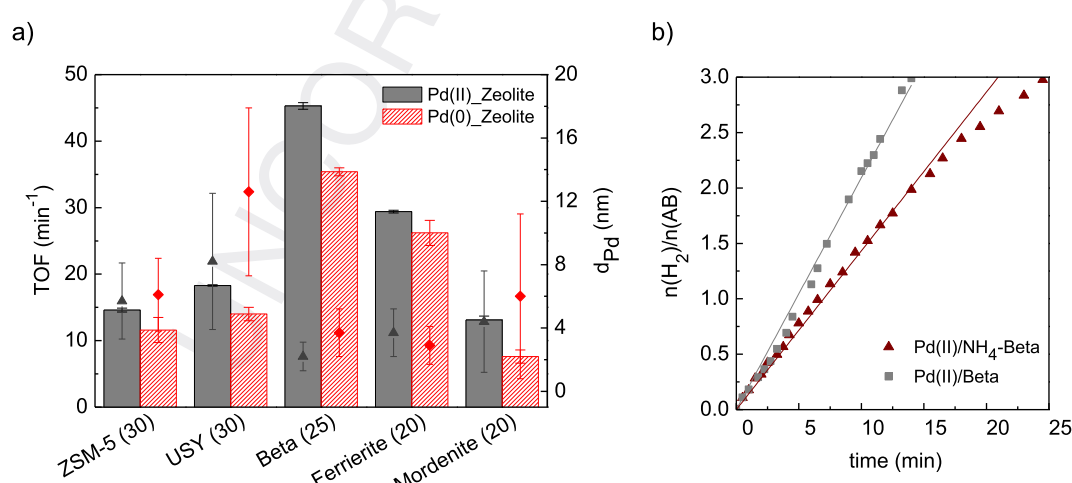 a)
50
40
30
20
10
0
TOF (min⁻¹)
Pd(II)_Zeolite
Pd(0)_Zeolite
20
16
12
8
4
0
d_Pd (nm)
ZSM-5 (30)
USY (30)
Beta (25)
Ferrierite (20)
Mordenite (20)
INCOR
b)
3.0
2.5
2.0
1.5
1.0
0.5
0.0
n(H₂)/n(AB)
Pd(II)/NH₄-Beta
Pd(II)/Beta
0 5 10 15 20 25
time (min)